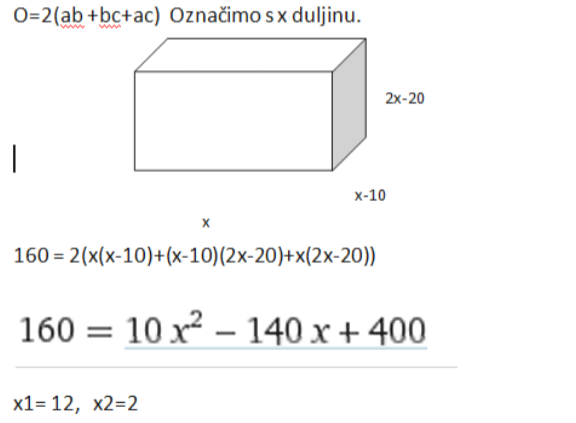 O=2(ab +bc+ac) Označimo s x duljinu.
2x-20
x-10
x
160 = 2(x(x-10)+(x-10)(2x-20)+x(2x-20))
160 = 10 x² – 140 x + 400
x1= 12, x2=2